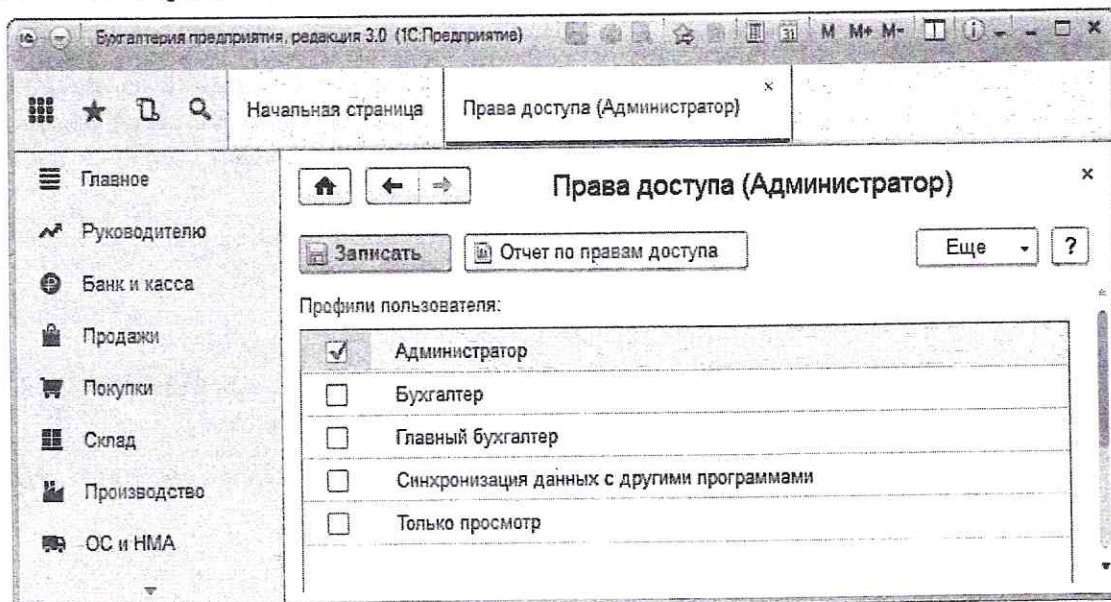 Бухгалтерия предприятия, редакция 3.0 (1С:Предприятие)
31 M M+ M-
Начальная страница
Права доступа (Администратор)
Главное
Руководителю
Банк и касса
Продажи
Покупки
Склад
Производство
ОС и НМА
Права доступа (Администратор)
Записать
Отчет по правам доступа
Еще
?
Профили пользователя:
Администратор
Бухгалтер
Главный бухгалтер
Синхронизация данных с другими программами
Только просмотр